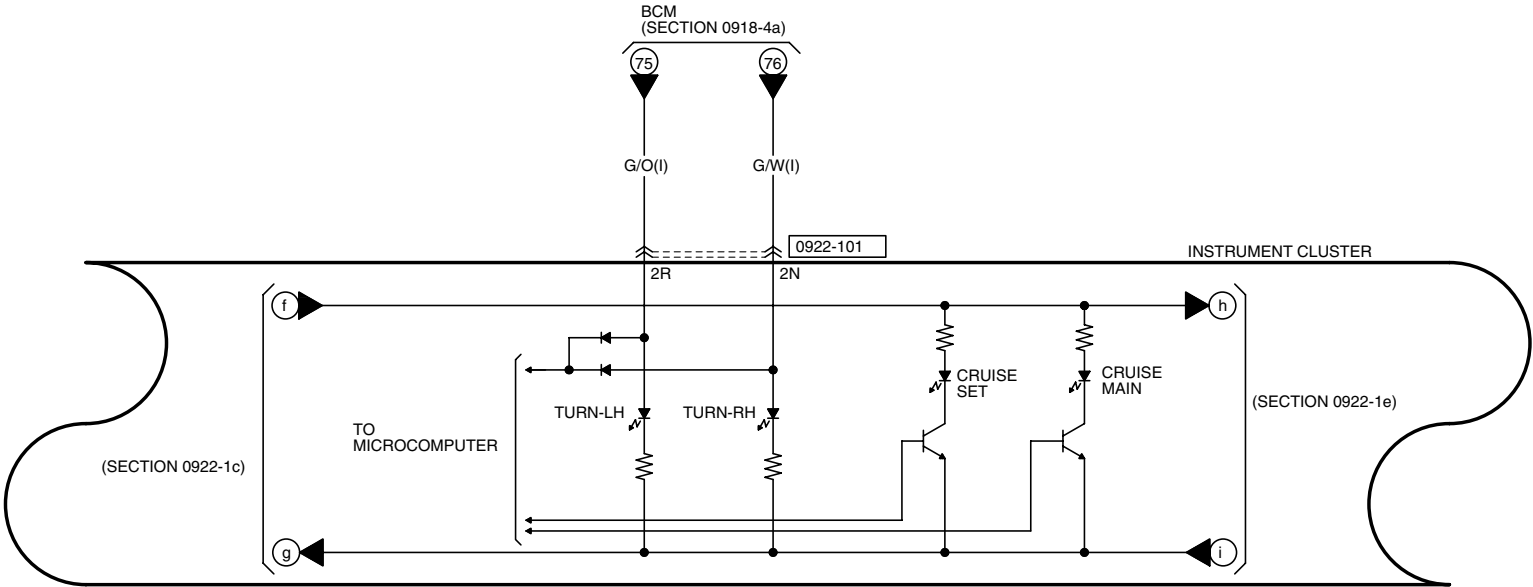 BCM
(SECTION 0918-4a)
75
76
G/O(I)
G/W(I)
0922-101
INSTRUMENT CLUSTER
2R
2N
f
h
CRUISE
SET
CRUISE
MAIN
(SECTION 0922-1e)
TURN-LH
TURN-RH
TO
MICROCOMPUTER
(SECTION 0922-1c)
g
i